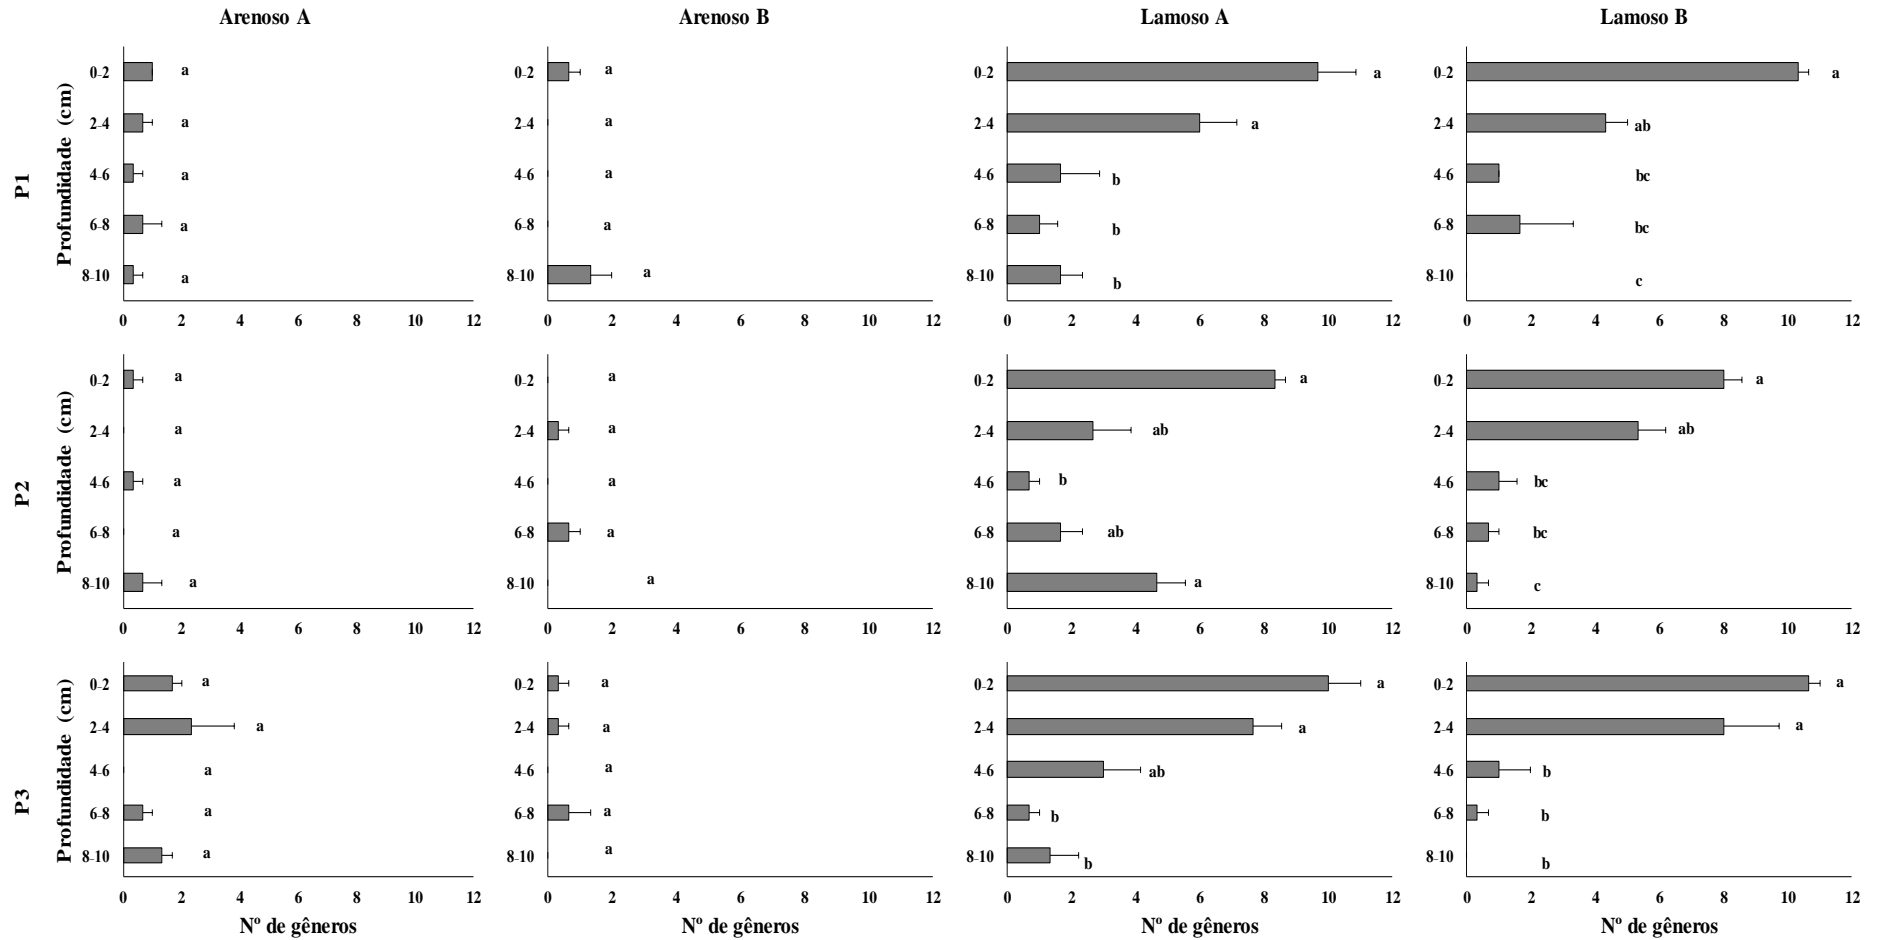 Arenoso A Arenoso B Lamoso A Lamoso B
P1
Profundidade (cm)
0-2 a 0-2 a 0-2 a 0-2 a
2-4 a 2-4 a 2-4 a 2-4 ab
4-6 a 4-6 a 4-6 b 4-6 bc
6-8 a 6-8 a 6-8 b 6-8 bc
8-10 a 8-10 a 8-10 b 8-10 c
0 2 4 6 8 10 12 0 2 4 6 8 10 12 0 2 4 6 8 10 12 0 2 4 6 8 10 12
P2
Profundidade (cm)
0-2 a 0-2 a 0-2 a 0-2 a
2-4 a 2-4 a 2-4 ab 2-4 ab
4-6 a 4-6 a 4-6 b 4-6 bc
6-8 a 6-8 a 6-8 ab 6-8 bc
8-10 a 8-10 a 8-10 a 8-10 c
0 2 4 6 8 10 12 0 2 4 6 8 10 12 0 2 4 6 8 10 12 0 2 4 6 8 10 12
P3
Profundidade (cm)
0-2 a 0-2 a 0-2 a 0-2 a
2-4 a 2-4 a 2-4 a 2-4 a
4-6 a 4-6 a 4-6 ab 4-6 b
6-8 a 6-8 a 6-8 b 6-8 b
8-10 a 8-10 a 8-10 b 8-10 b
0 2 4 6 8 10 12 0 2 4 6 8 10 12 0 2 4 6 8 10 12 0 2 4 6 8 10 12
Nº de gêneros Nº de gêneros Nº de gêneros Nº de gêneros